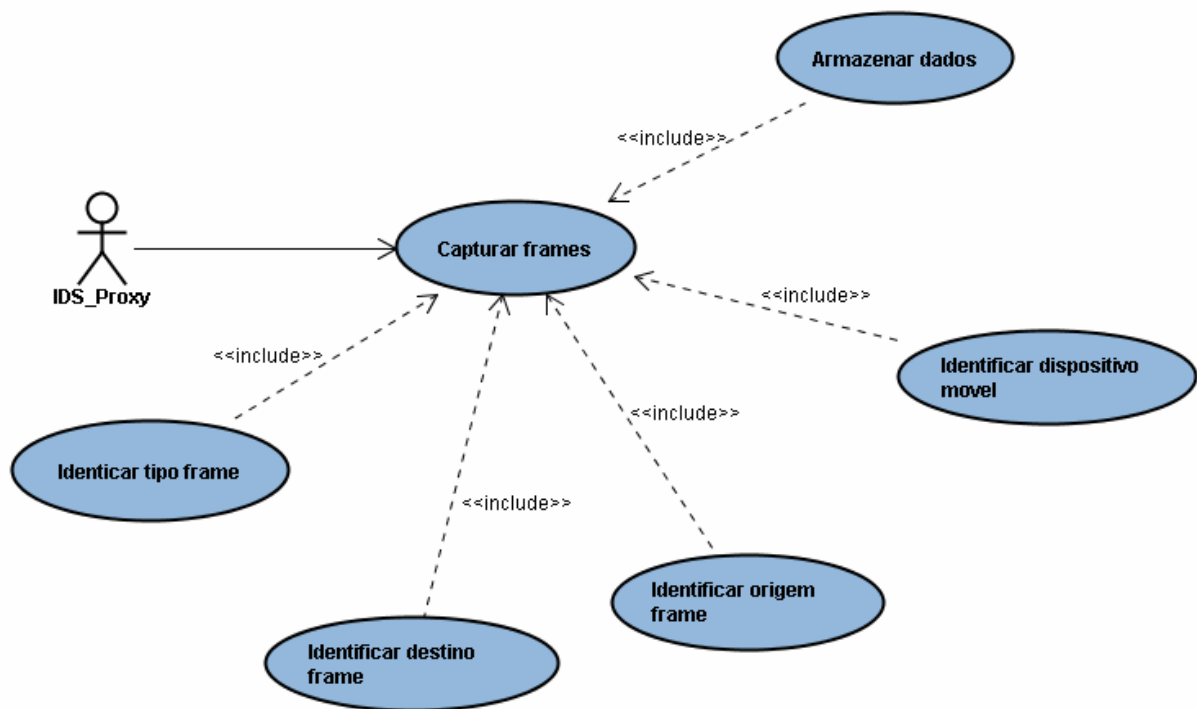 Armazenar dados
<<include>>
Capturar frames
IDS_Proxy
<<include>>
<<include>>
Identificar dispositivo
movel
Identicar tipo frame
<<include>>
<<include>>
Identificar origem
frame
Identificar destino
frame